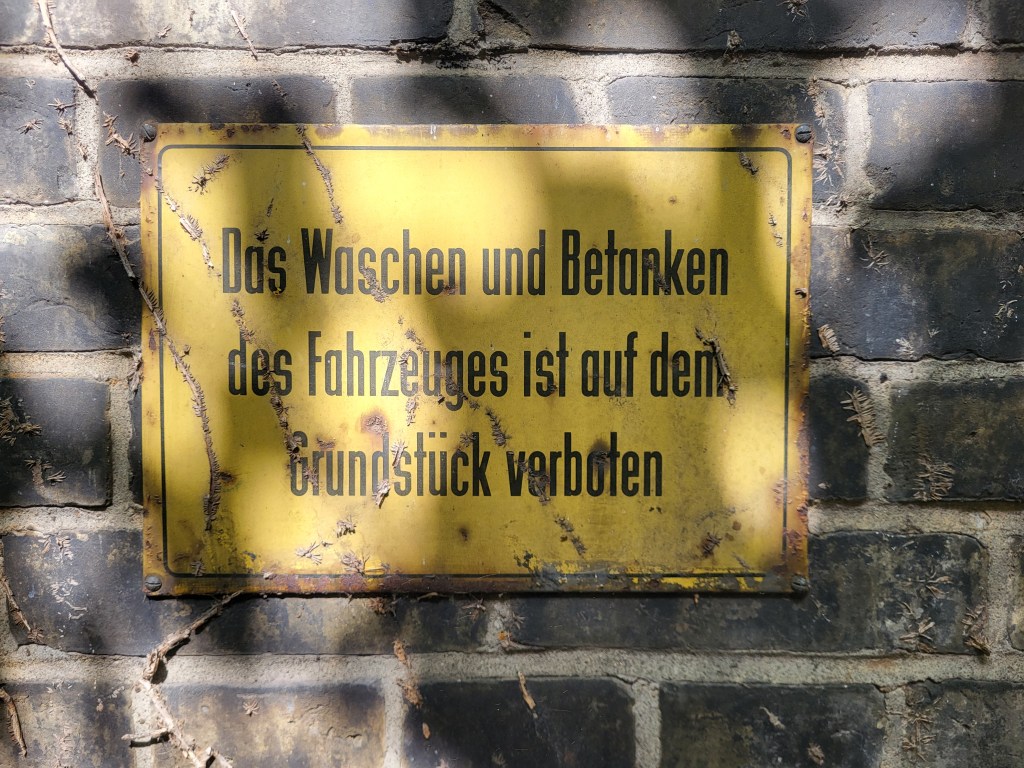 Das Waschen und Betanken
des Fahrzeuges ist auf dem
Grundstück verboten